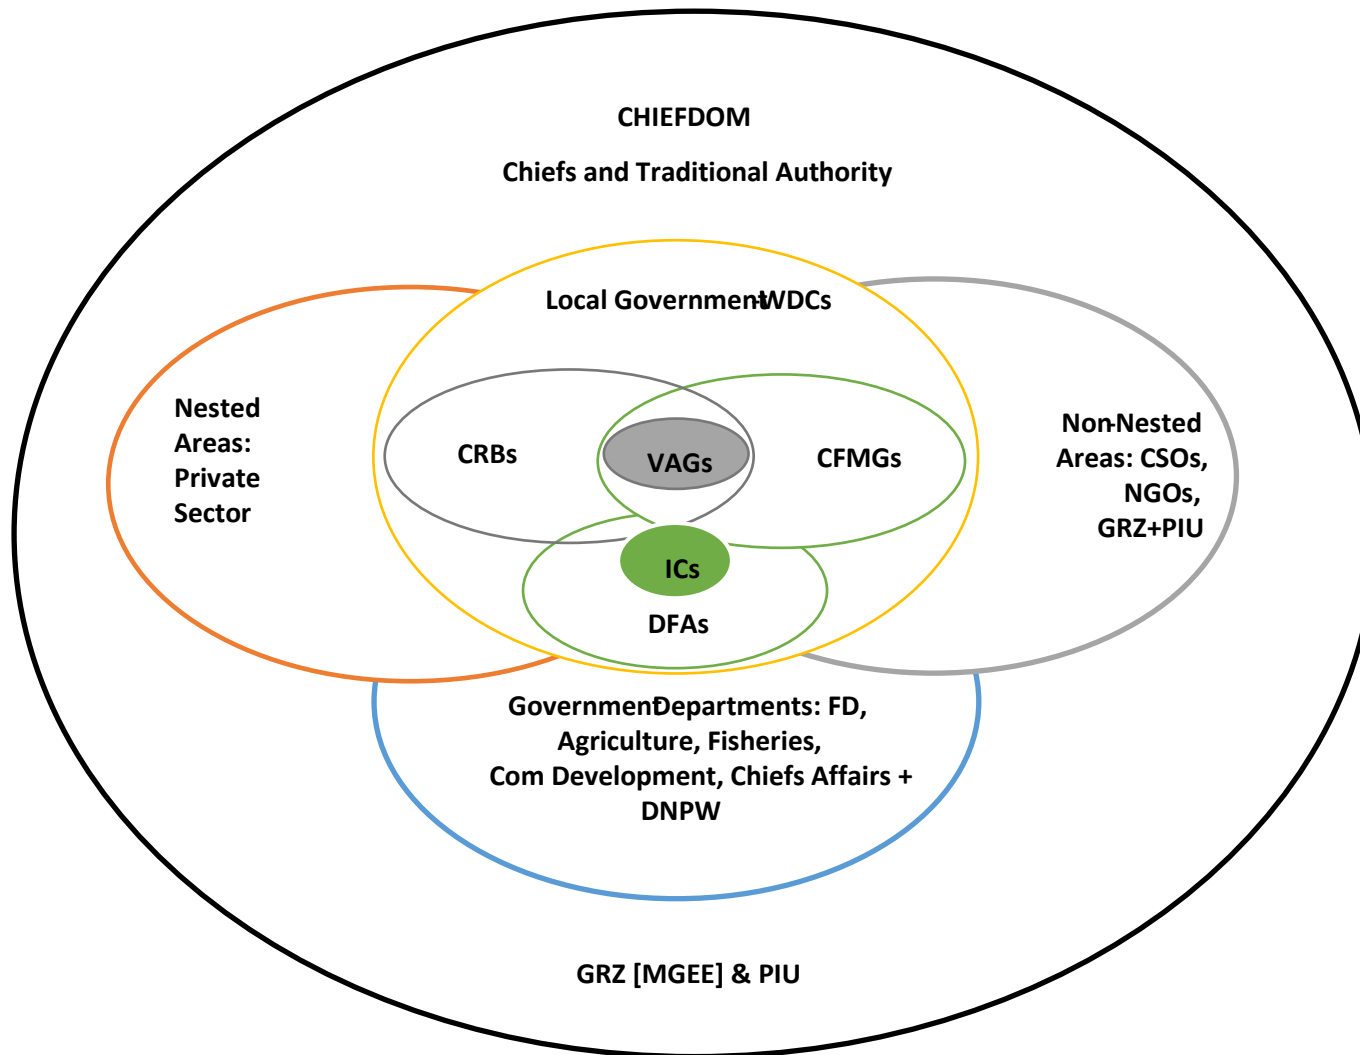 CHIEFDOM
Chiefs and Traditional Authority
Local Government-WDCs
Nested
Areas:
Private
Sector
CRBs
VAGs
CFMGs
Non-Nested
Areas: CSOs,
NGOs,
GRZ+PIU
ICs
DFAs
Government Departments: FD,
Agriculture, Fisheries,
Com Development, Chiefs Affairs +
DNPW
GRZ [MGEE] & PIU